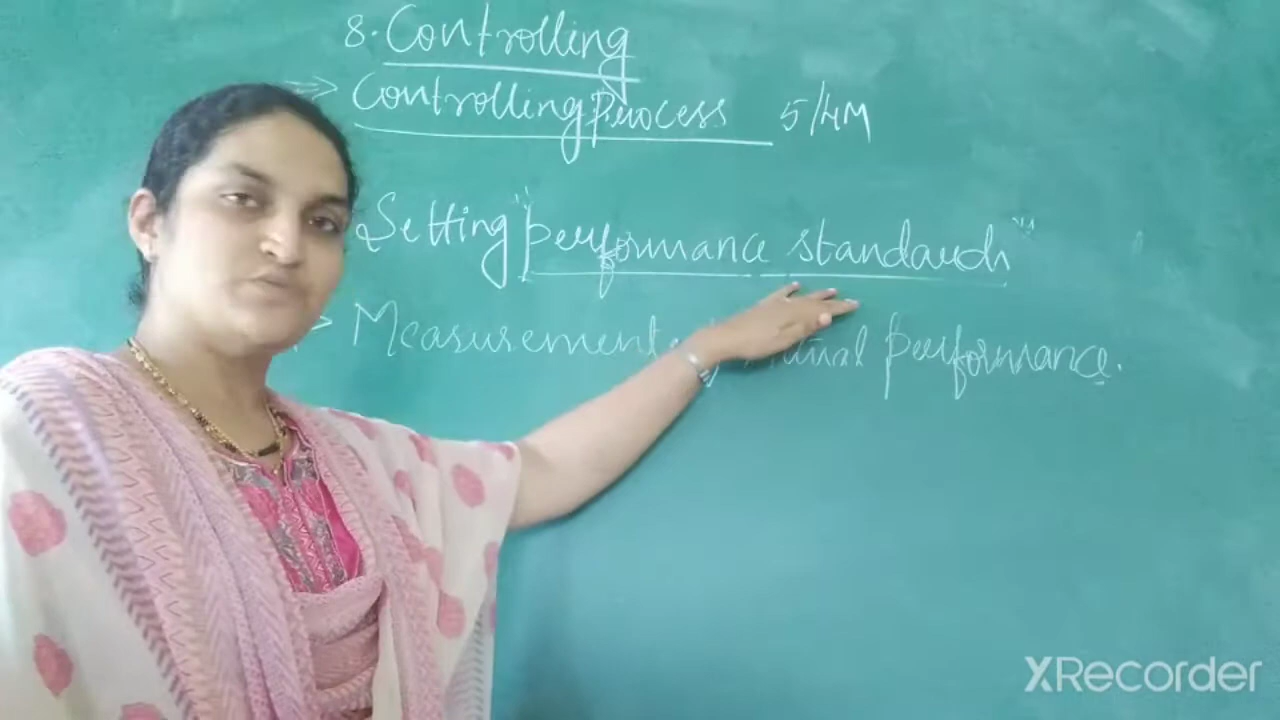 8. Controlling
=> Controlling Process 5/4M
Setting "performance standards"
> Measurement performance.
XRecorder